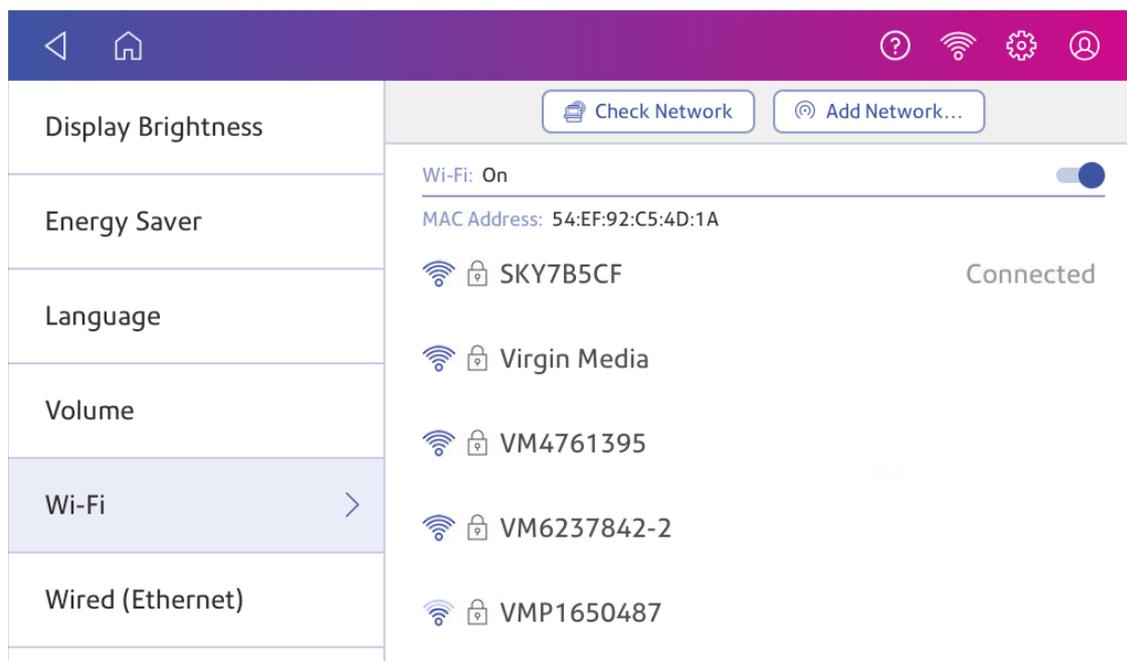 Check Network
Add Network...
Display Brightness
Energy Saver
Language
Volume
Wi-Fi
Wired (Ethernet)
Wi-Fi: On
MAC Address: 54:EF:92:C5:4D:1A
SKY7B5CF Connected
Virgin Media
VM4761395
VM6237842-2
VMP1650487